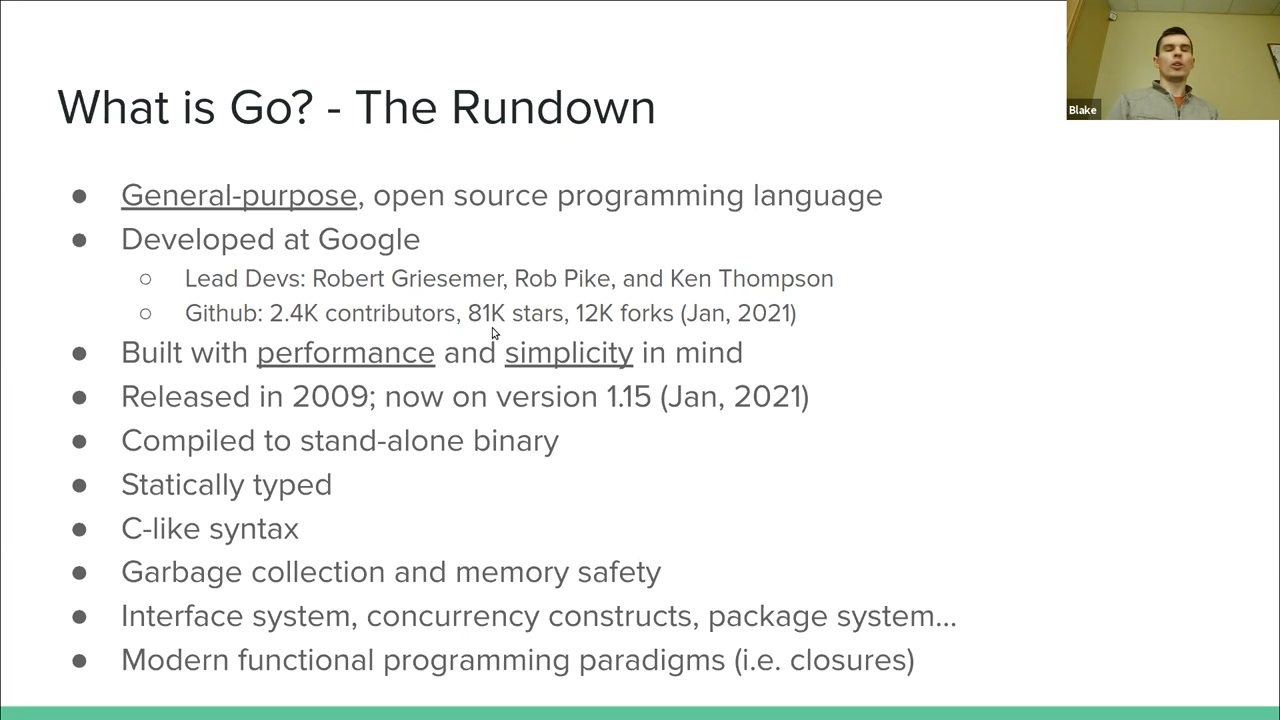 What is Go? - The Rundown
Blake
● General-purpose, open source programming language
● Developed at Google
○ Lead Devs: Robert Griesemer, Rob Pike, and Ken Thompson
○ Github: 2.4K contributors, 81K stars, 12K forks (Jan, 2021)
● Built with performance and simplicity in mind
● Released in 2009; now on version 1.15 (Jan, 2021)
● Compiled to stand-alone binary
● Statically typed
● C-like syntax
● Garbage collection and memory safety
● Interface system, concurrency constructs, package system...
● Modern functional programming paradigms (i.e. closures)